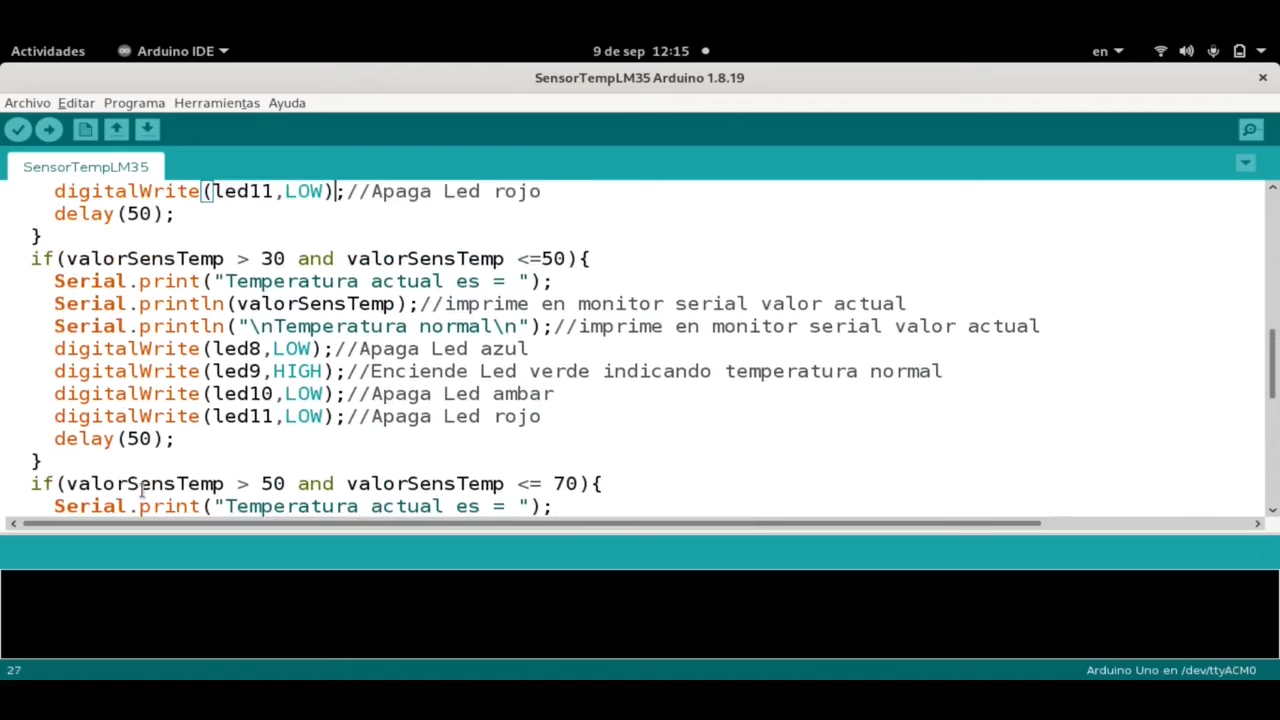 Actividades Arduino IDE 9 de sep 12:15 en
SensorTempLM35 Arduino 1.8.19
Archivo Editar Programa Herramientas Ayuda
SensorTempLM35
digitalWrite(led11,LOW);//Apaga Led rojo
delay(50);
}
if(valorSensTemp > 30 and valorSensTemp <=50){
Serial.print("Temperatura actual es = ");
Serial.println(valorSensTemp);//imprime en monitor serial valor actual
Serial.println("\nTemperatura normal\n");//imprime en monitor serial valor actual
digitalWrite(led8,LOW);//Apaga Led azul
digitalWrite(led9,HIGH);//Enciende Led verde indicando temperatura normal
digitalWrite(led10,LOW);//Apaga Led ambar
digitalWrite(led11,LOW);//Apaga Led rojo
delay(50);
}
if(valorSensTemp > 50 and valorSensTemp <= 70){
Serial.print("Temperatura actual es = ");
27 Arduino Uno en /dev/ttyACM0